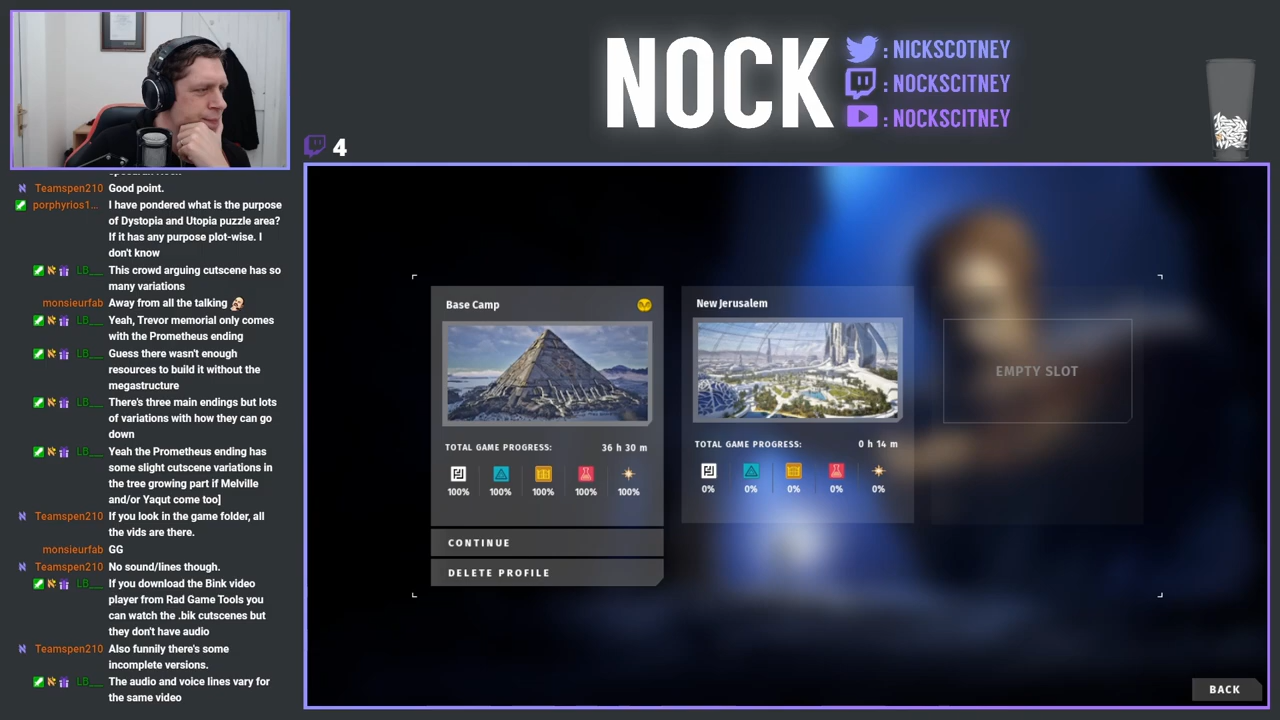 NOCK
: NICKSCOTNEY
: NOCKSCITNEY
: NOCKSCITNEY
4
Teamspen210 Good point.
porphyrios1... I have pondered what is the purpose
of Dystopia and Utopia puzzle area?
If it has any purpose plot-wise. I
don't know
LB__ This crowd arguing cutscene has so
many variations
monsieurfab Away from all the talking
LB__ Yeah, Trevor memorial only comes
with the Prometheus ending
LB__ Guess there wasn't enough
resources to build it without the
megastructure
LB__ There's three main endings but lots
of variations with how they can go
down
LB__ Yeah the Prometheus ending has
some slight cutscene variations in
the tree growing part if Melville
and/or Yaqut come too]
Teamspen210 If you look in the game folder, all
the vids are there.
monsieurfab GG
Teamspen210 No sound/lines though.
LB__ If you download the Bink video
player from Rad Game Tools you
can watch the .bik cutscenes but
they don't have audio
Teamspen210 Also funnily there's some
incomplete versions.
LB__ The audio and voice lines vary for
the same video
Base Camp
TOTAL GAME PROGRESS: 36 h 30 m
100% 100% 100% 100% 100%
CONTINUE
DELETE PROFILE
New Jerusalem
TOTAL GAME PROGRESS: 0 h 14 m
0% 0% 0% 0% 0%
EMPTY SLOT
BACK